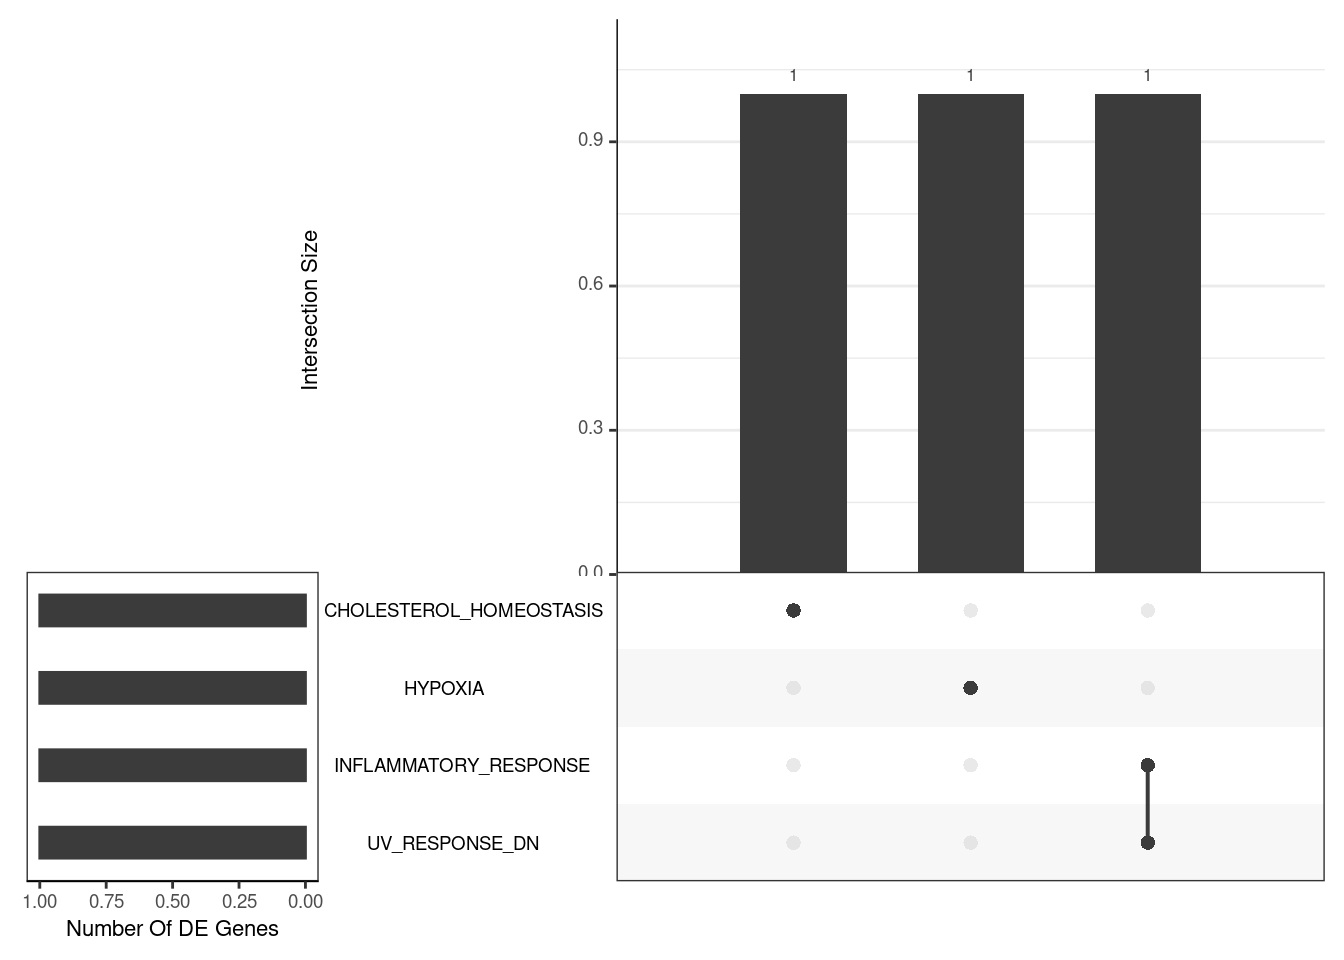 1 1 1
0.9
0.6
Intersection Size
0.3
0.0
CHOLESTEROL_HOMEOSTASIS
HYPOXIA
INFLAMMATORY_RESPONSE
UV_RESPONSE_DN
1.00 0.75 0.50 0.25 0.00
Number Of DE Genes